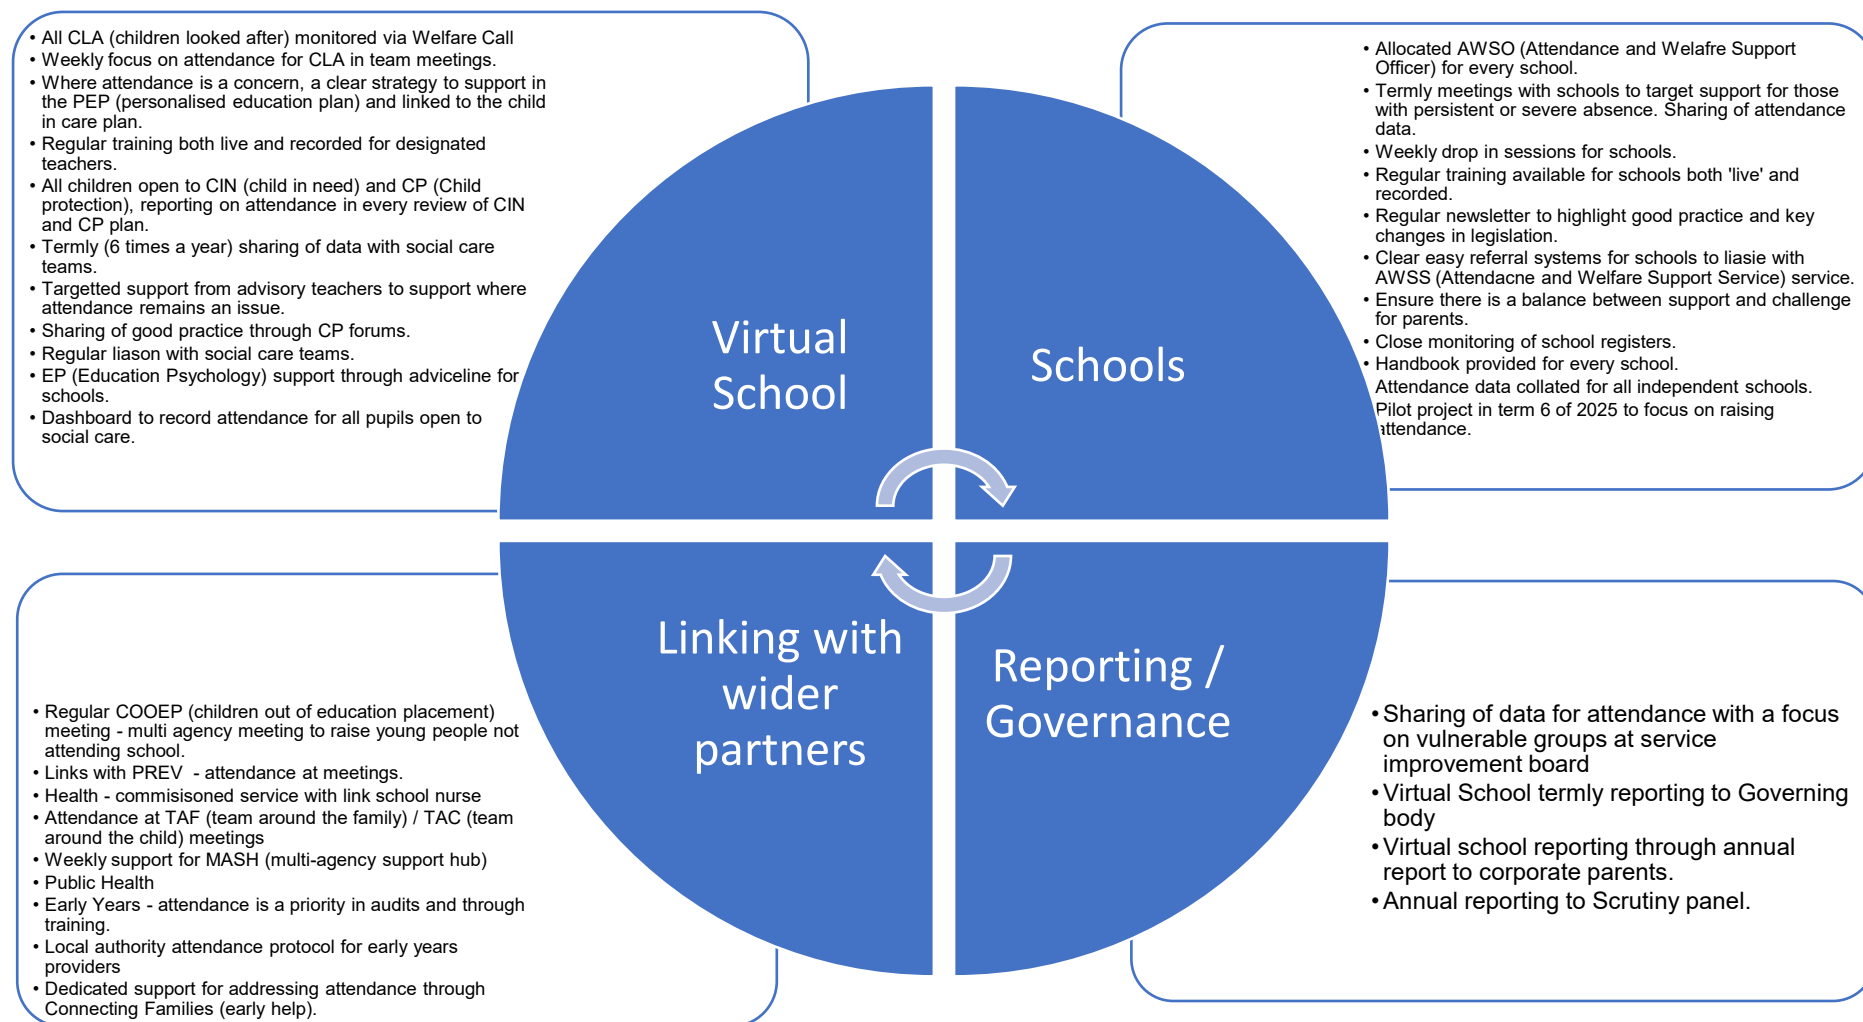 • All CLA (children looked after) monitored via Welfare Call
• Weekly focus on attendance for CLA in team meetings.
• Where attendance is a concern, a clear strategy to support in
the PEP (personalised education plan) and linked to the child
in care plan.
• Regular training both live and recorded for designated
teachers.
• All children open to CIN (child in need) and CP (Child
protection), reporting on attendance in every review of CIN
and CP plan.
• Termly (6 times a year) sharing of data with social care
teams.
• Targetted support from advisory teachers to support where
attendance remains an issue.
• Sharing of good practice through CP forums.
• Regular liason with social care teams.
• EP (Education Psychology) support through adviceline for
schools.
• Dashboard to record attendance for all pupils open to
social care.
• Allocated AWSO (Attendance and Welafre Support
Officer) for every school.
• Termly meetings with schools to target support for those
with persistent or severe absence. Sharing of attendance
data.
• Weekly drop in sessions for schools.
• Regular training available for schools both 'live' and
recorded.
• Regular newsletter to highlight good practice and key
changes in legislation.
• Clear easy referral systems for schools to liasie with
AWSS (Attendacne and Welfare Support Service) service.
• Ensure there is a balance between support and challenge
for parents.
• Close monitoring of school registers.
• Handbook provided for every school.
Attendance data collated for all independent schools.
Pilot project in term 6 of 2025 to focus on raising
attendance.
Virtual
School
Schools
Linking with
wider
partners
Reporting /
Governance
• Regular COOEP (children out of education placement)
meeting - multi agency meeting to raise young people not
attending school.
• Links with PREV - attendance at meetings.
• Health - commisisoned service with link school nurse
• Attendance at TAF (team around the family) / TAC (team
around the child) meetings
• Weekly support for MASH (multi-agency support hub)
• Public Health
• Early Years - attendance is a priority in audits and through
training.
• Local authority attendance protocol for early years
providers
• Dedicated support for addressing attendance through
Connecting Families (early help).
• Sharing of data for attendance with a focus
on vulnerable groups at service
improvement board
• Virtual School termly reporting to Governing
body
• Virtual school reporting through annual
report to corporate parents.
• Annual reporting to Scrutiny panel.